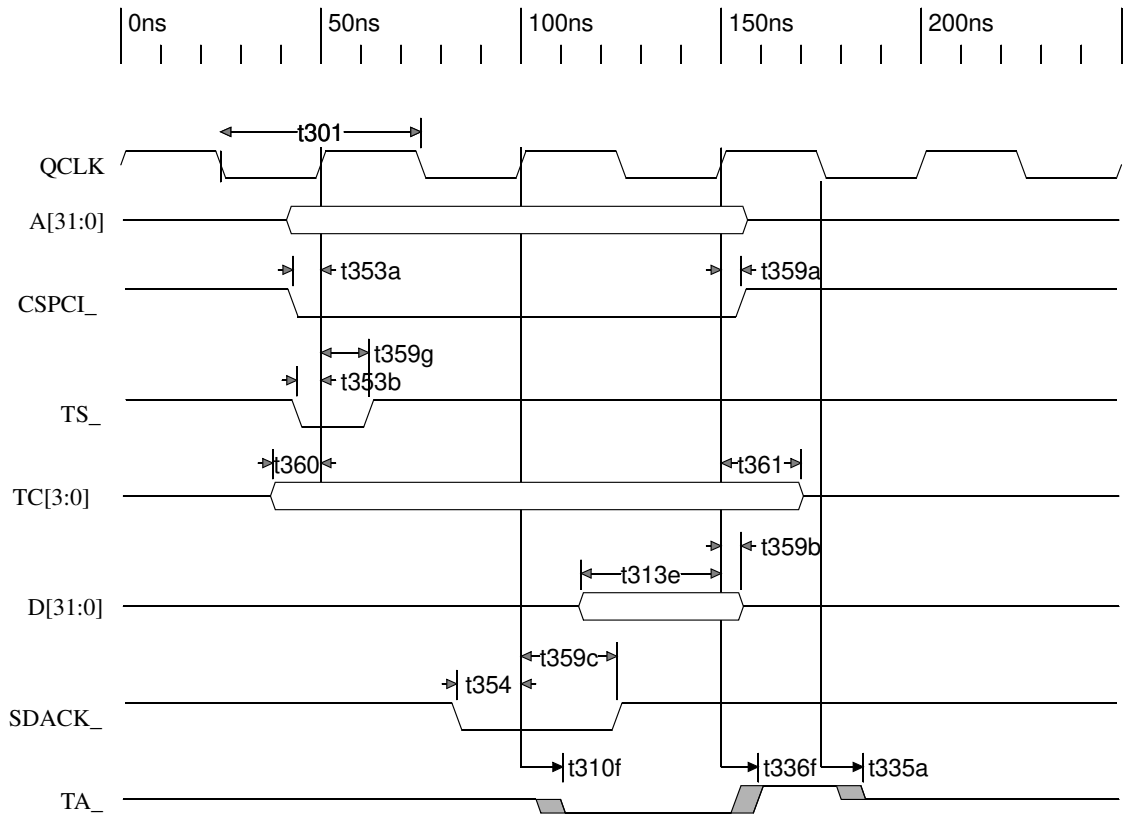 0ns 50ns 100ns 150ns 200ns
t301
QCLK
A[31:0]
t353a t359a
CSPCI_
t359g
t353b
TS_
t360 t361
TC[3:0]
t359b
t313e
D[31:0]
t359c
t354
SDACK_
t310f t336f t335a
TA_